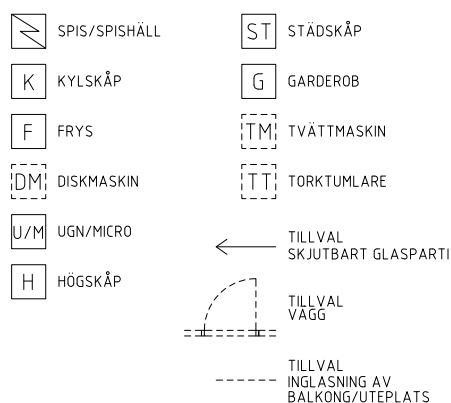 SPIS/SPISHÄLL
K KYLSKÅP
F FRYS
DM DISKMASKIN
U/M UGN/MICRO
H HÖGSKÅP
ST STÄDSKÅP
G GARDEROB
TM TVÄTTMASKIN
TT TORKTUMLARE
TILLVAL
SKJUTBART GLASPARTI
TILLVAL
VÄGG
TILLVAL
INGLASNING AV
BALKONG/UTEPLATS